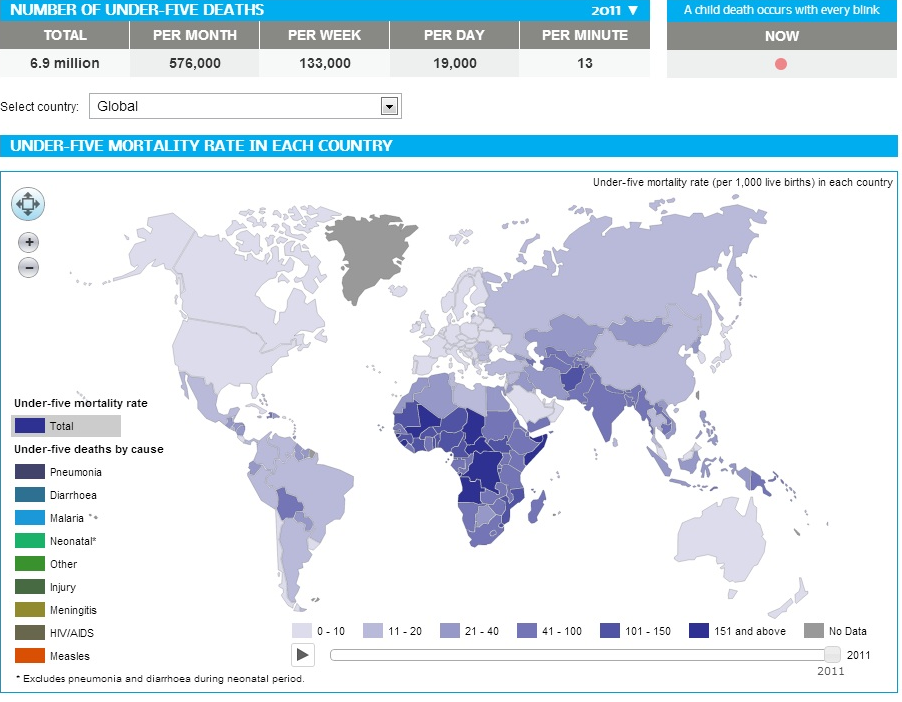 NUMBER OF UNDER-FIVE DEATHS 2011 ▼
A child death occurs with every blink
TOTAL PER MONTH PER WEEK PER DAY PER MINUTE
NOW
6.9 million 576,000 133,000 19,000 13
Select country: Global
UNDER-FIVE MORTALITY RATE IN EACH COUNTRY
Under-five mortality rate (per 1,000 live births) in each country
+
−
Under-five mortality rate
Total
Under-five deaths by cause
Pneumonia
Diarrhoea
Malaria *+
Neonatal*
Other
Injury
Meningitis
HIV/AIDS
Measles
0 - 10 11 - 20 21 - 40 41 - 100 101 - 150 151 and above No Data
2011
2011
* Excludes pneumonia and diarrhoea during neonatal period.